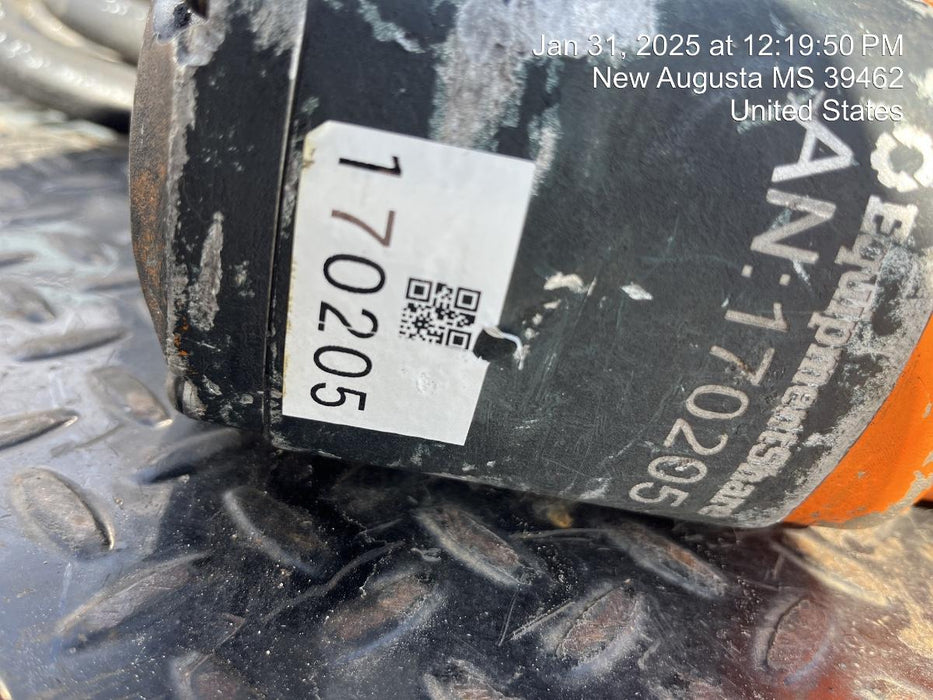 Jan 31, 2025 at 12:19:50 PM
New Augusta MS 39462
United States
170205
EquipmentShare
AN:170205